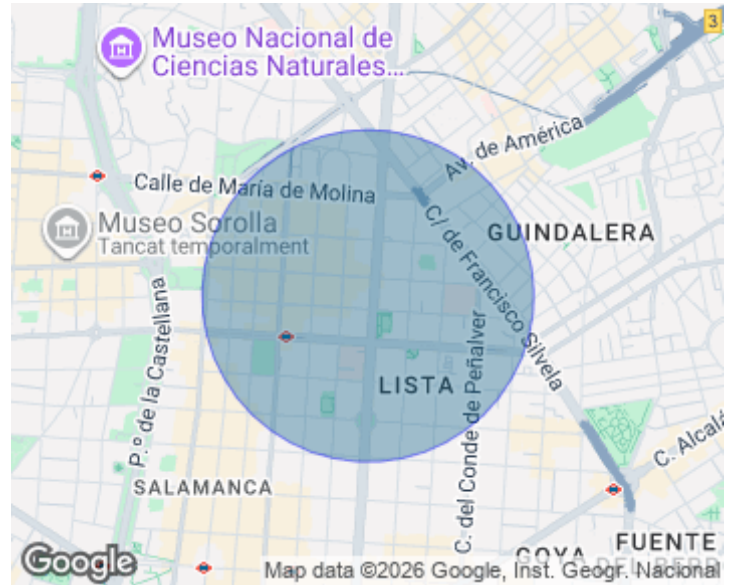 3
Museo Nacional de
Ciencias Naturales...
Av. de América
Calle de María de Molina
Museo Sorolla
Tancat temporalment
GUINDALERA
C/ de Francisco Silvela
P.º de la Castellana
LISTA
C. del Conde de Peñalver
C. Alcalá
SALAMANCA
FUENTE
GOYA
Google
Map data ©2026 Google, Inst. Geogr. Nacional